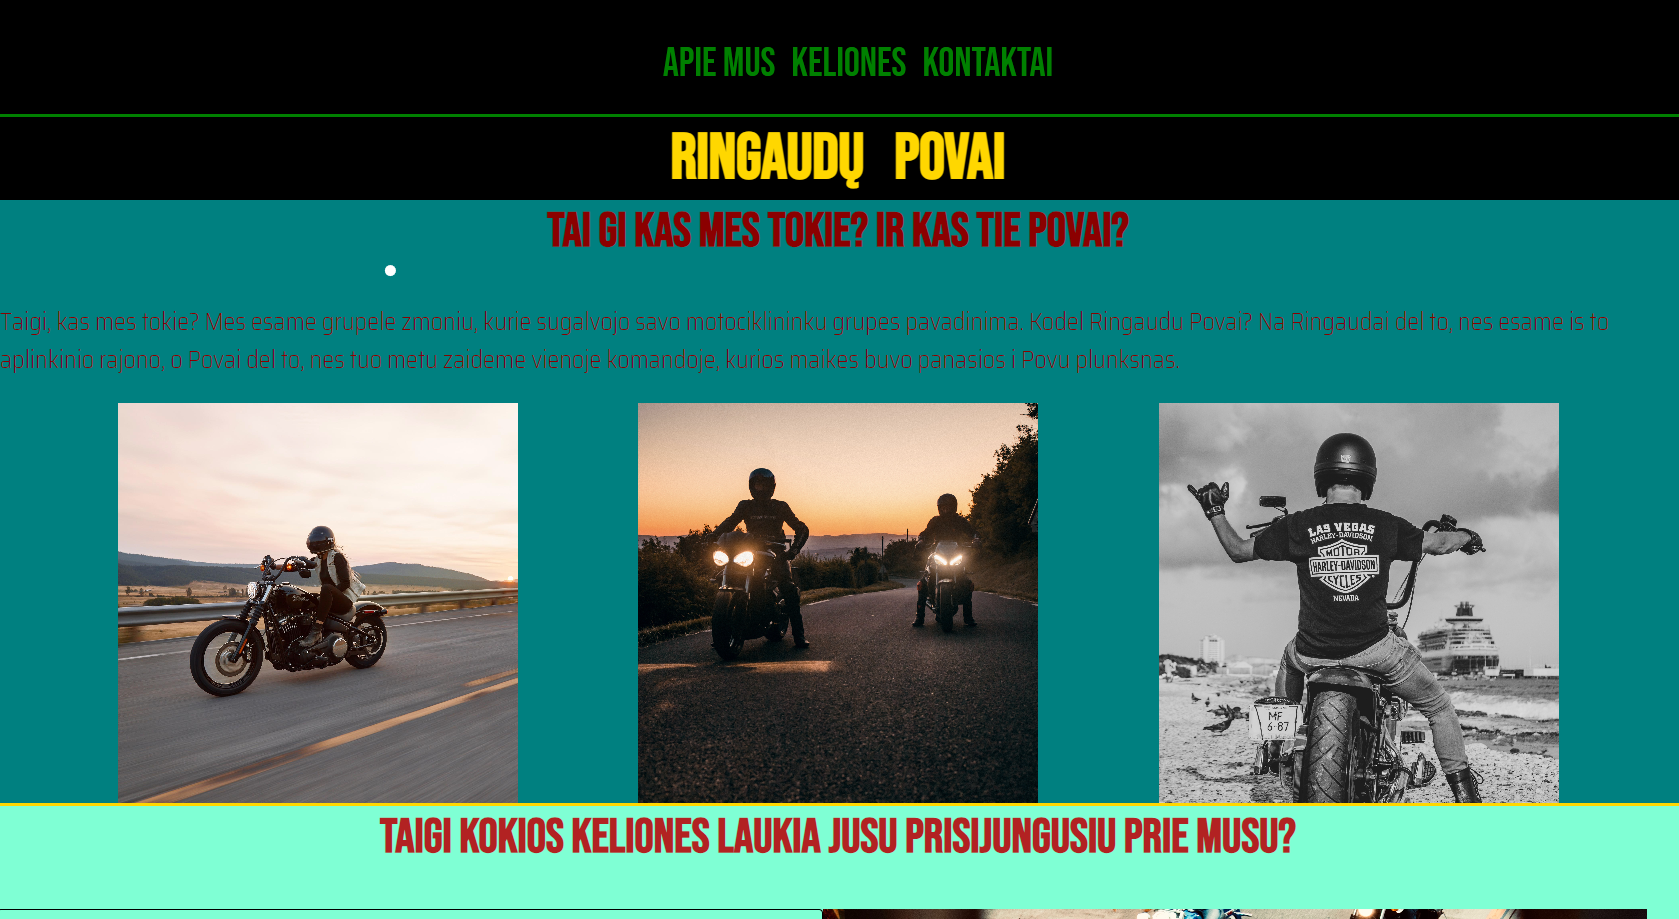 APIE MUS KELIONES KONTAKTAI
RINGAUDŲ POVAI
TAI GI KAS MES TOKIE? IR KAS TIE POVAI?
Taigi, kas mes tokie? Mes esame grupele zmoniu, kurie sugalvojo savo motociklininku grupes pavadinima. Kodel Ringaudu Povai? Na Ringaudai del to, nes esame is to
aplinkinio rajono, o Povai del to, nes tuo metu zaideme vienoje komandoje, kurios maikes buvo panasios i Povu plunksnas.
LAS VEGAS
HARLEY-DAVIDSON
MOTOR
HARLEY-DAVIDSON
CYCLES
NEVADA
MF
6-87
TAIGI KOKIOS KELIONES LAUKIA JUSU PRISIJUNGUSIU PRIE MUSU?